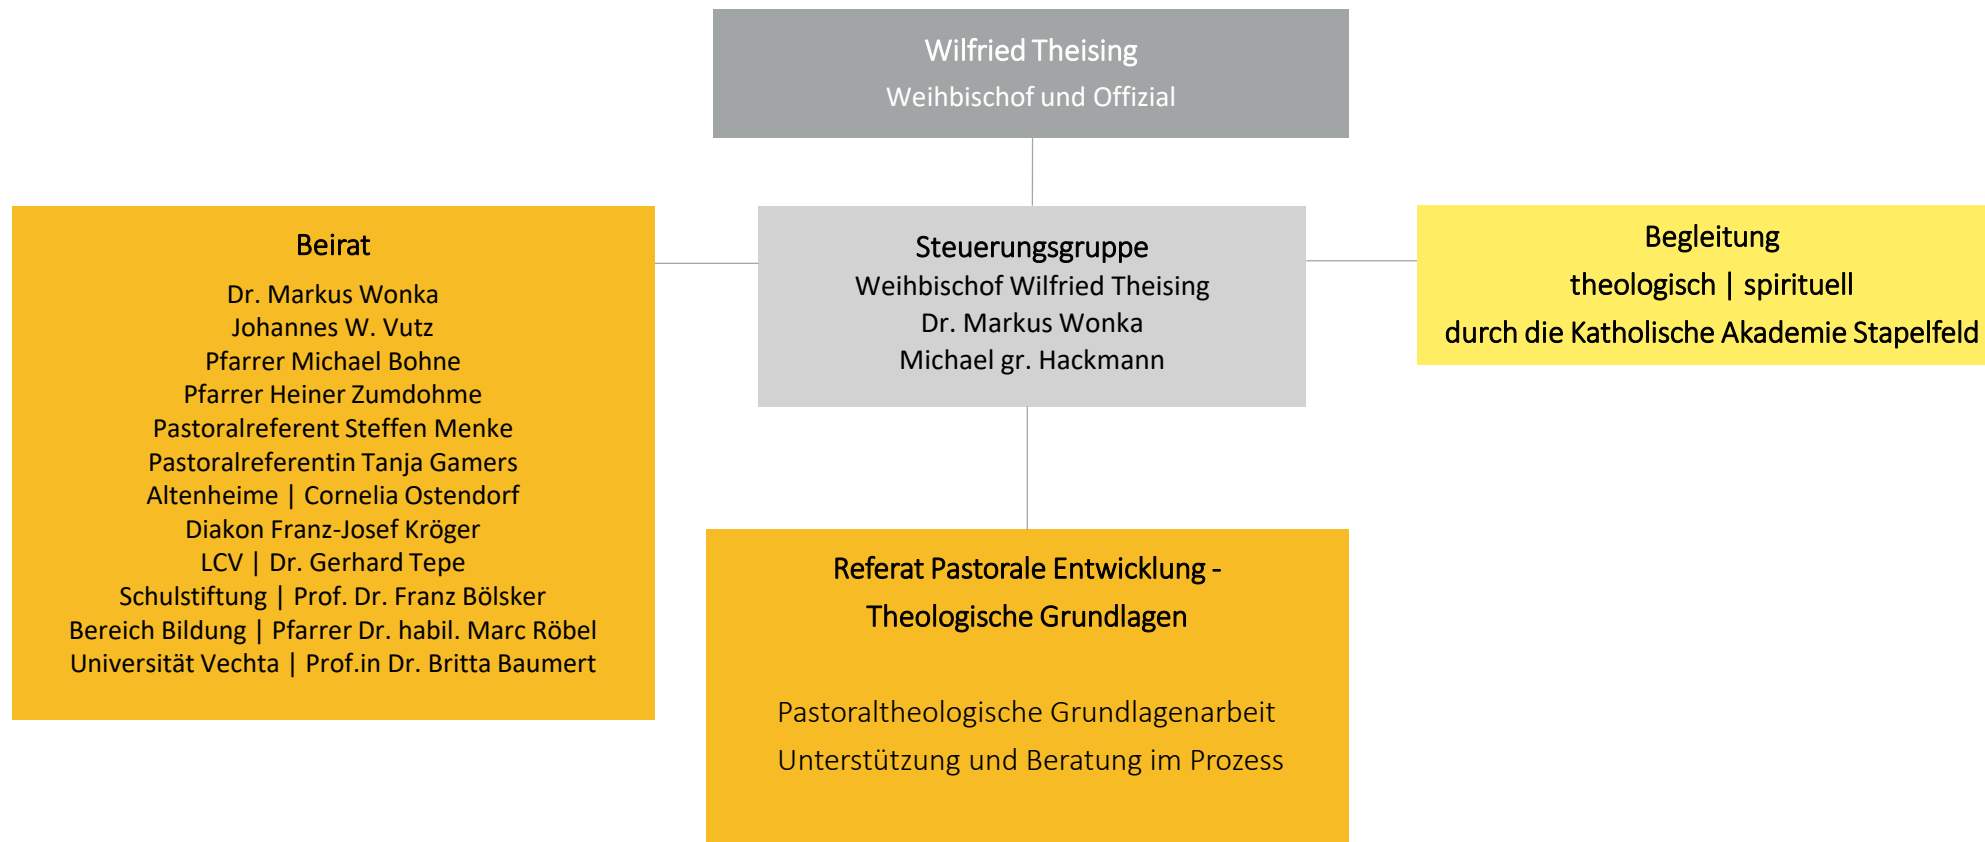 Wilfried Theising
Weihbischof und Offizial
Beirat
Dr. Markus Wonka
Johannes W. Vutz
Pfarrer Michael Bohne
Pfarrer Heiner Zumdohme
Pastoralreferent Steffen Menke
Pastoralreferentin Tanja Gamers
Altenheime | Cornelia Ostendorf
Diakon Franz-Josef Kröger
LCV | Dr. Gerhard Tepe
Schulstiftung | Prof. Dr. Franz Bölsker
Bereich Bildung | Pfarrer Dr. habil. Marc Röbel
Universität Vechta | Prof.in Dr. Britta Baumert
Steuerungsgruppe
Weihbischof Wilfried Theising
Dr. Markus Wonka
Michael gr. Hackmann
Begleitung
theologisch | spirituell
durch die Katholische Akademie Stapelfeld
Referat Pastorale Entwicklung -
Theologische Grundlagen
Pastoraltheologische Grundlagenarbeit
Unterstützung und Beratung im Prozess